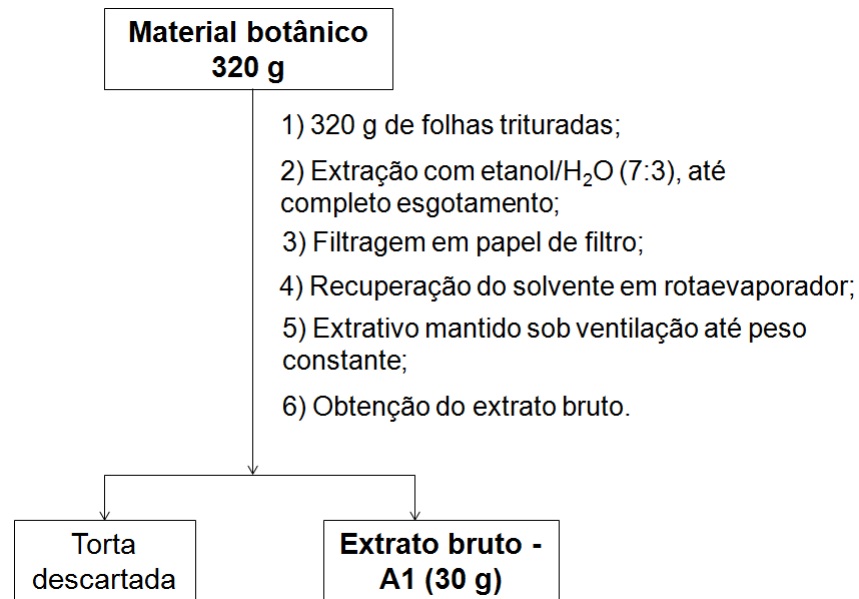 Material botânico
320 g
1) 320 g de folhas trituradas;
2) Extração com etanol/H₂O (7:3), até
completo esgotamento;
3) Filtragem em papel de filtro;
4) Recuperação do solvente em rotaevaporador;
5) Extrativo mantido sob ventilação até peso
constante;
6) Obtenção do extrato bruto.
Torta
descartada
Extrato bruto -
A1 (30 g)